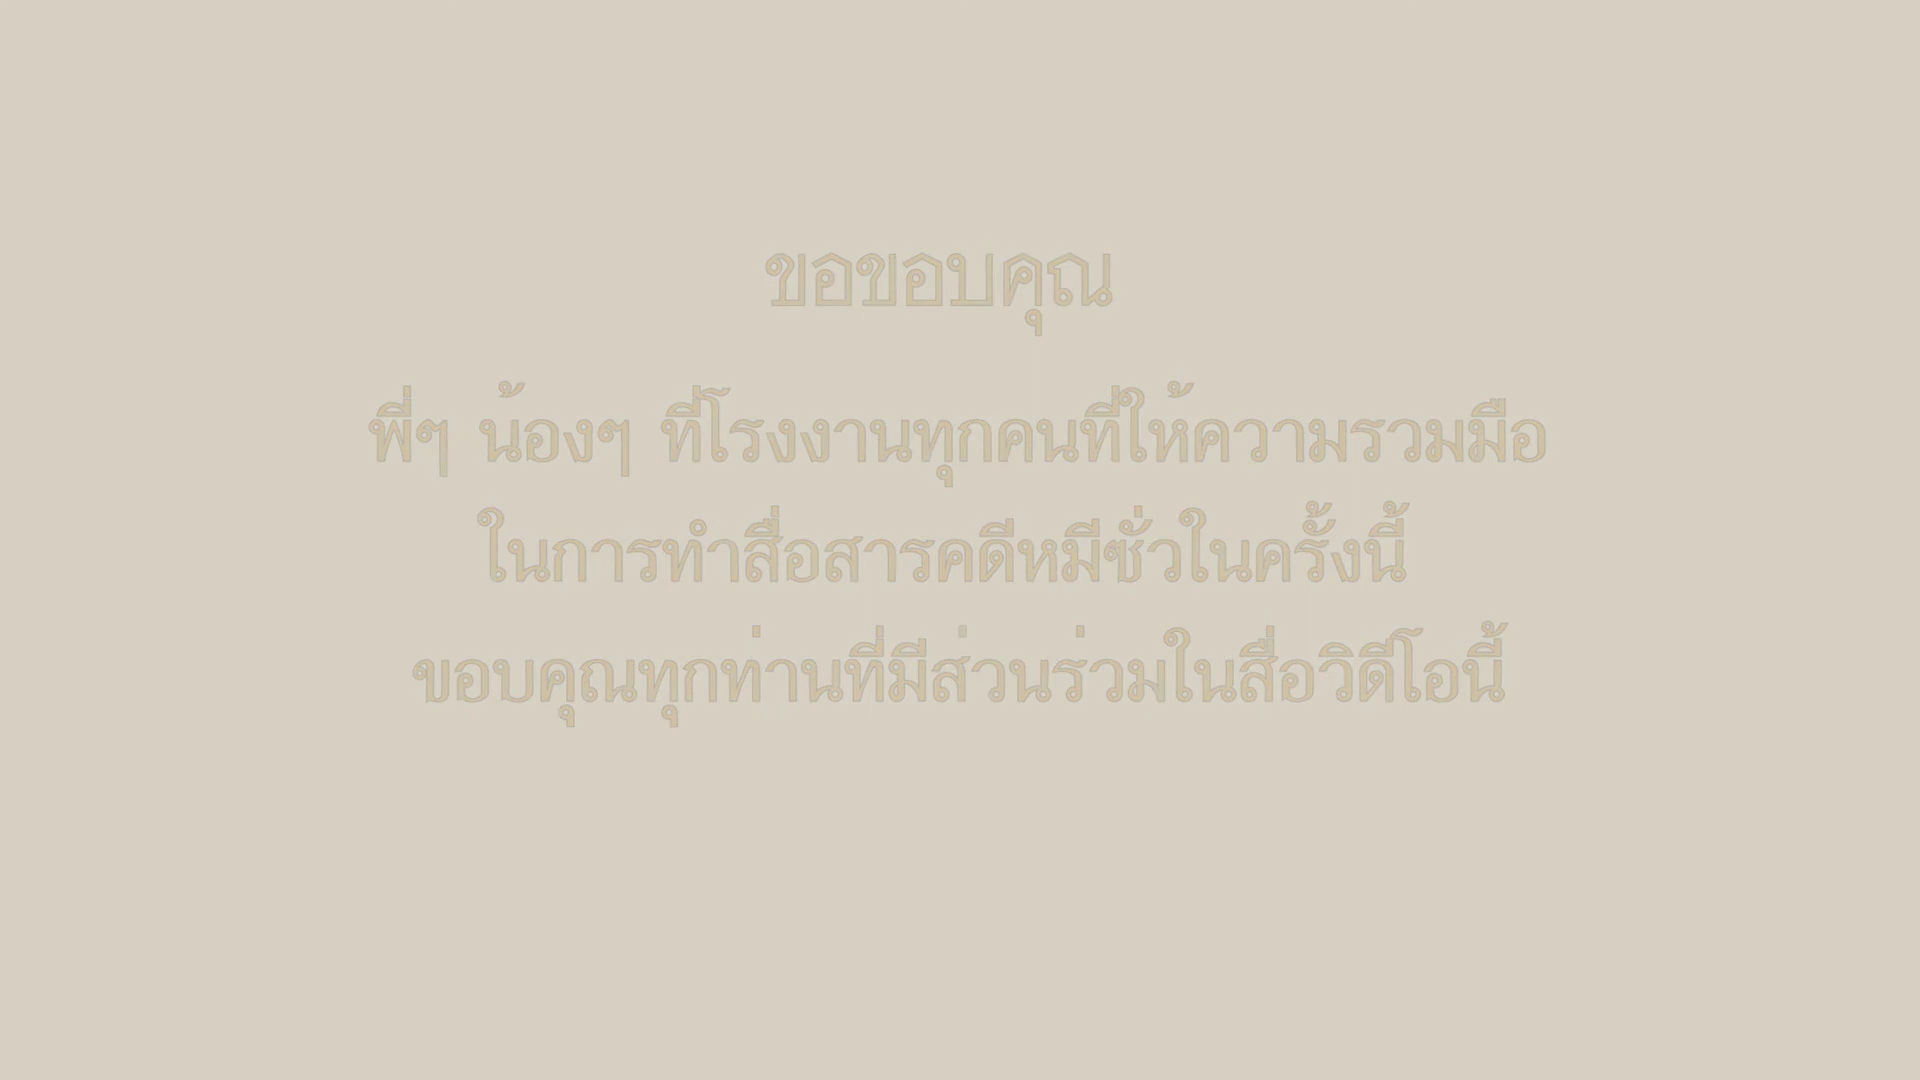 ขอขอบคุณ
พี่ๆ น้องๆ ที่โรงงานทุกคนที่ให้ความรวมมือ
ในการทำสื่อสารคดีหมีซั่วในครั้งนี้
ขอบคุณทุกท่านที่มีส่วนร่วมในสื่อวิดีโอนี้